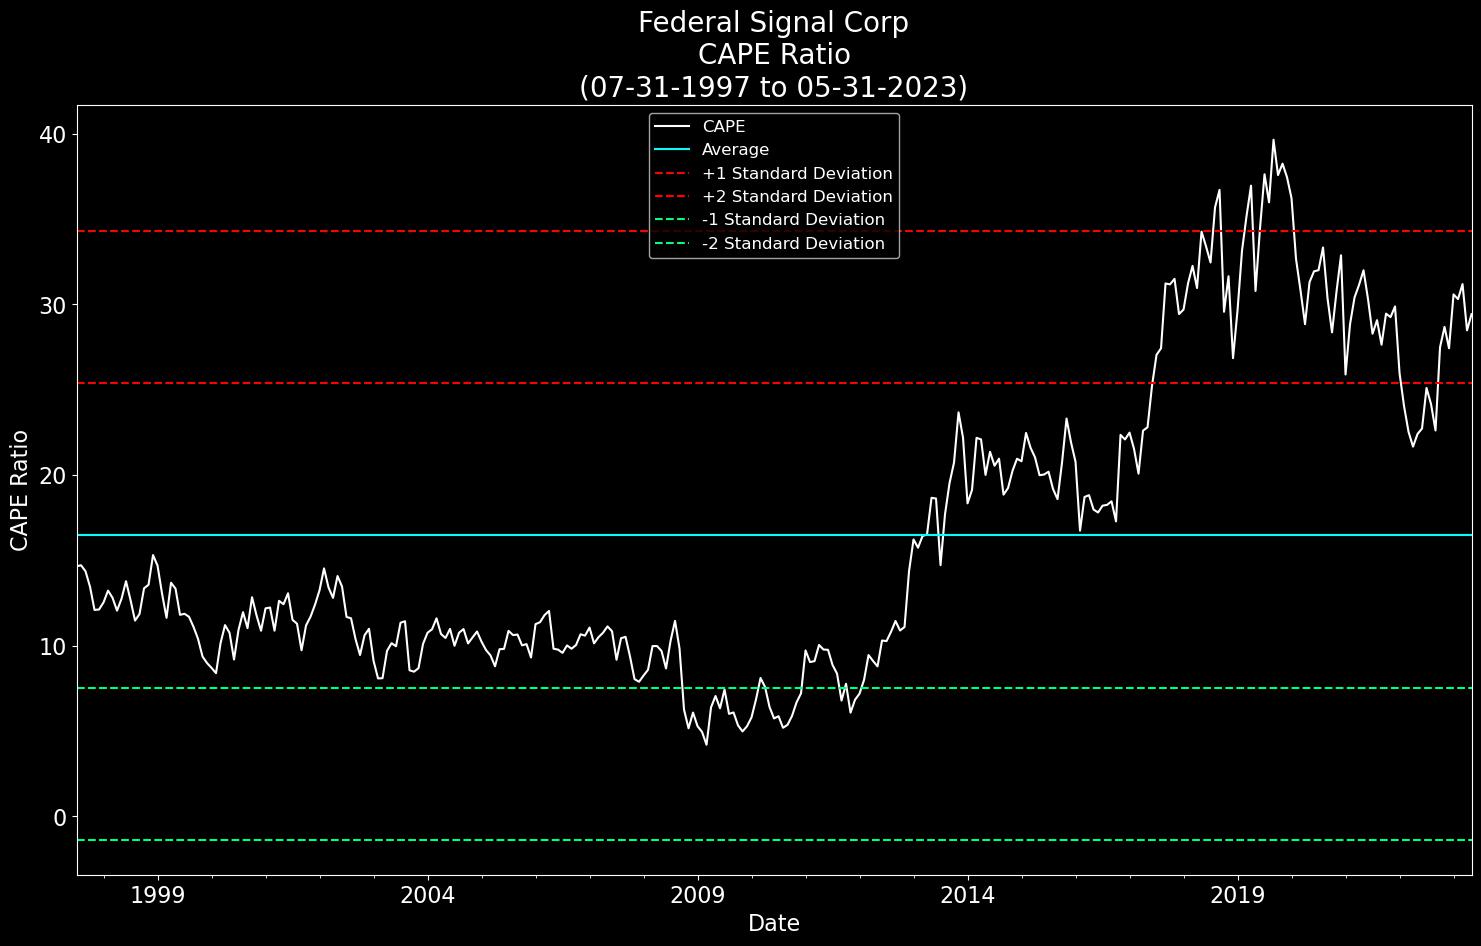 Federal Signal Corp
CAPE Ratio
(07-31-1997 to 05-31-2023)
CAPE
Average
+1 Standard Deviation
+2 Standard Deviation
-1 Standard Deviation
-2 Standard Deviation
CAPE Ratio
40
30
20
10
0
1999 2004 2009 2014 2019
Date